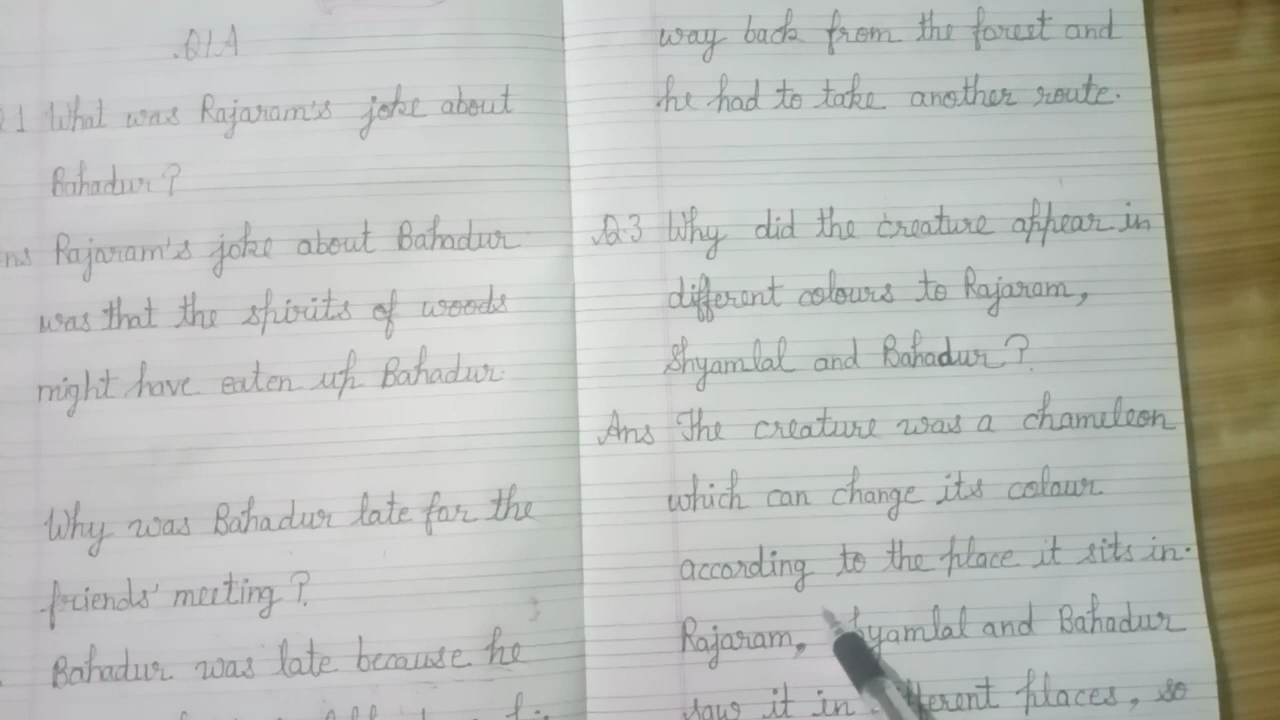 Q/A
1 What was Rajaram's joke about
Bahadur?
ns Rajaram's joke about Bahadur
was that the spirits of woods
might have eaten up Bahadur.
Why was Bahadur late for the
friends' meeting?
Bahadur was late because he
way back from the forest and
he had to take another route.
Q.3 Why did the creature appear in
different colours to Rajaram,
Shyamlal and Bahadur?
Ans The creature was a chameleon
which can change its colour
according to the place it sits in.
Rajaram, Shyamlal and Bahadur
saw it in different places, so